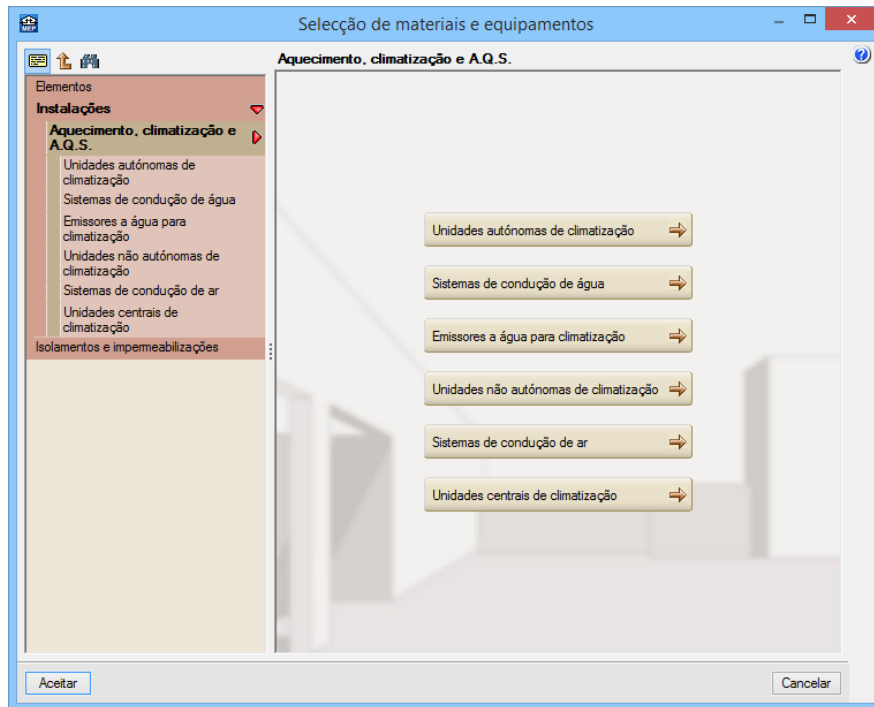 MEP
Selecção de materiais e equipamentos
Aquecimento, climatização e A.Q.S.
Elementos
Instalações
Aquecimento, climatização e
A.Q.S.
Unidades autónomas de
climatização
Sistemas de condução de água
Emissores a água para
climatização
Unidades não autónomas de
climatização
Sistemas de condução de ar
Unidades centrais de
climatização
Isolamentos e impermeabilizações
Unidades autónomas de climatização
Sistemas de condução de água
Emissores a água para climatização
Unidades não autónomas de climatização
Sistemas de condução de ar
Unidades centrais de climatização
Aceitar
Cancelar